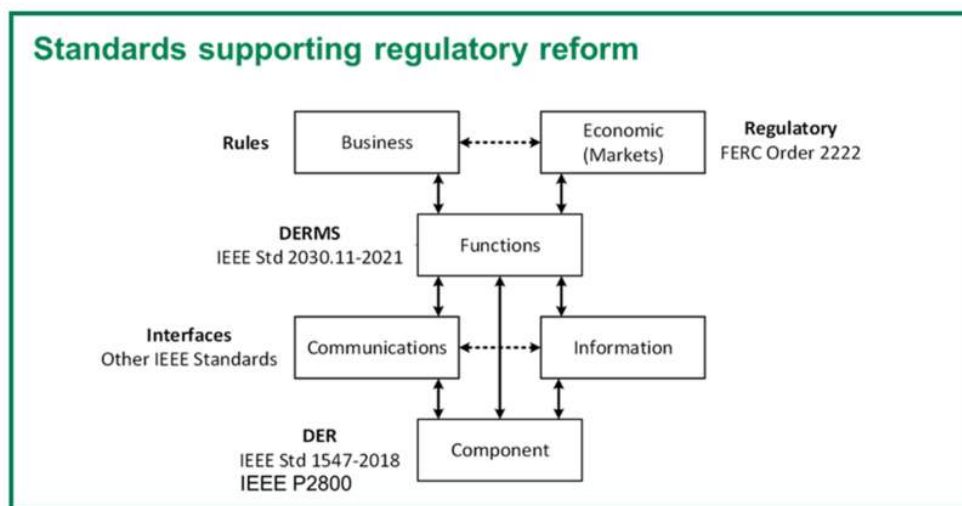 Standards supporting regulatory reform
Rules
Business
Economic
(Markets)
Regulatory
FERC Order 2222
DERMS
IEEE Std 2030.11-2021
Functions
Interfaces
Other IEEE Standards
Communications
Information
DER
IEEE Std 1547-2018
IEEE P2800
Component